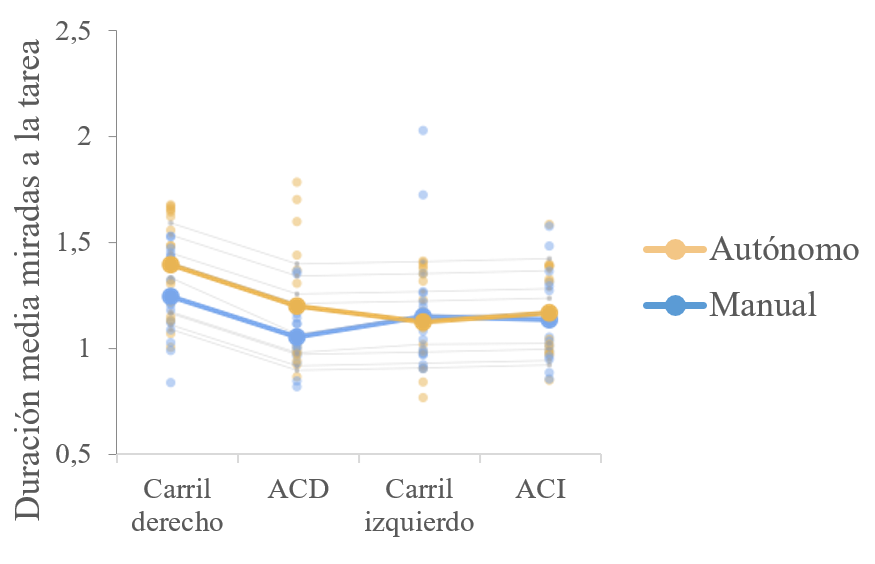 Duración media miradas a la tarea
2,5
2
1,5
1
0,5
Carril
derecho
ACD
Carril
izquierdo
ACI
Autónomo
Manual